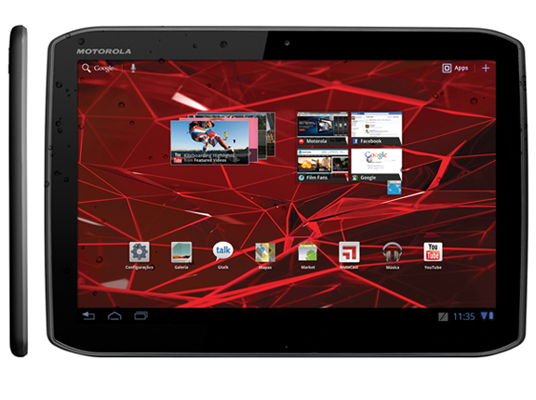 MOTOROLA
Google
Apps
Kiteboarding Highlights
from Featured Videos
Motorola
Facebook
Film Fans
Google
Google
Configurações
Galeria
Gtalk
talk
Mapas
Market
MotoCast
Música
You
Tube
YouTube
11:35